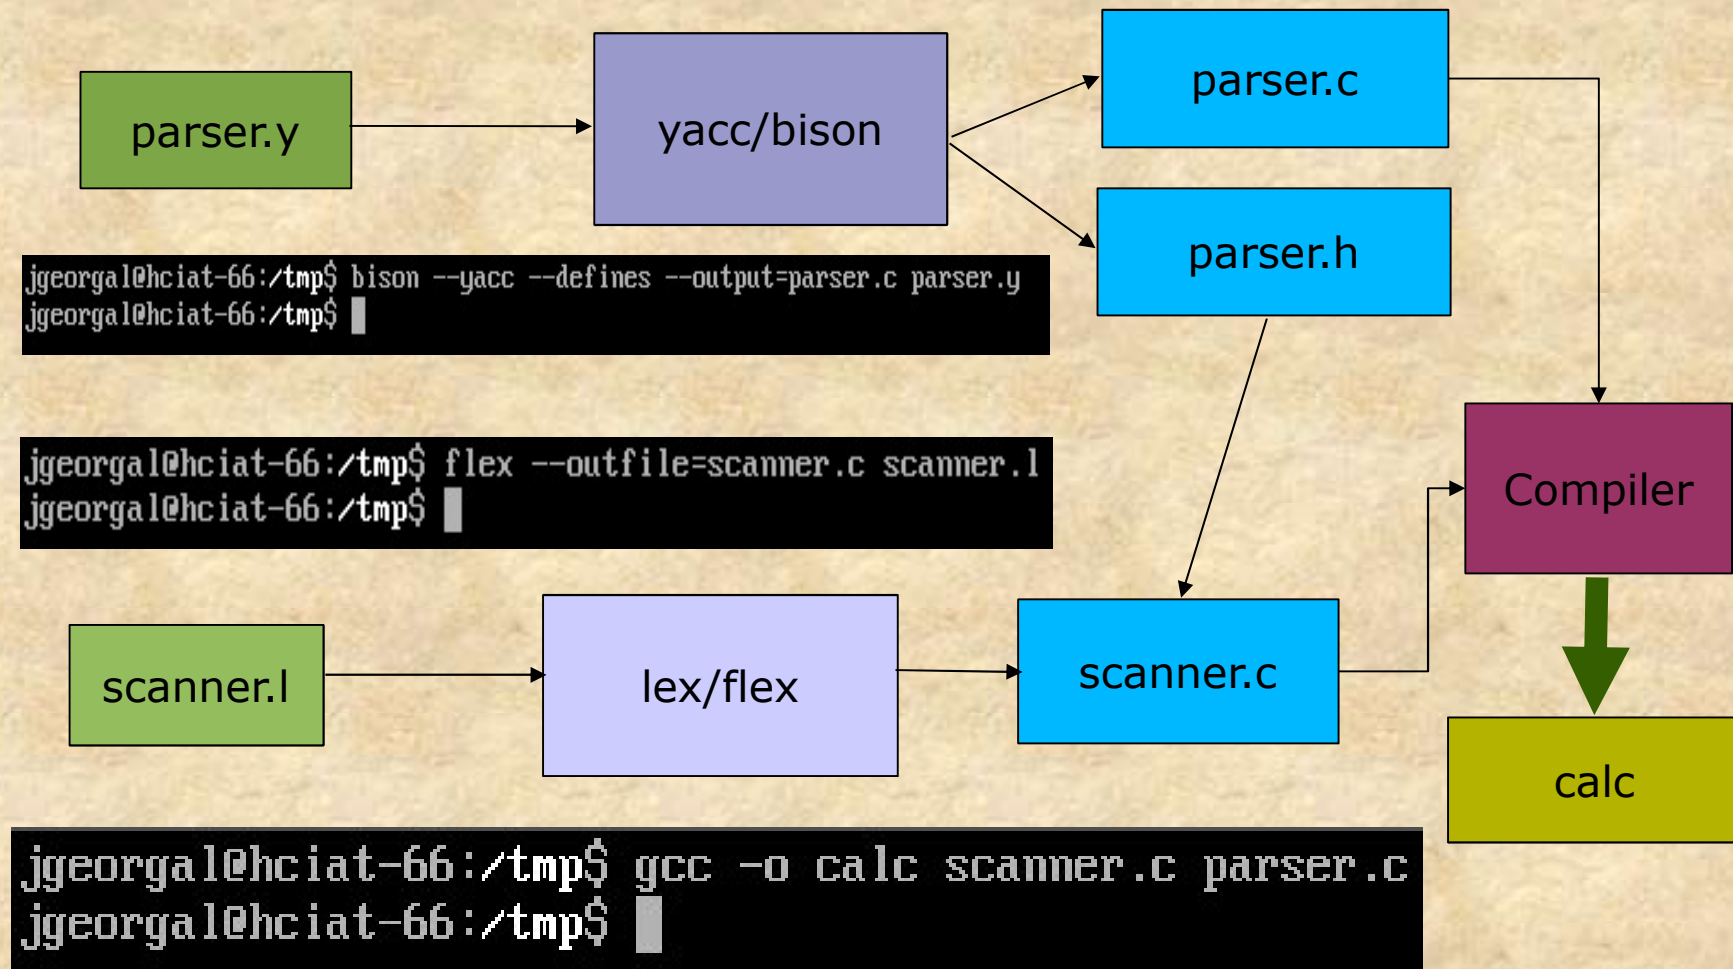 parser.y
yacc/bison
parser.c
parser.h
jgeorgal@hciat-66:/tmp$ bison --yacc --defines --output=parser.c parser.y
jgeorgal@hciat-66:/tmp$
jgeorgal@hciat-66:/tmp$ flex --outfile=scanner.c scanner.l
jgeorgal@hciat-66:/tmp$
Compiler
scanner.l
lex/flex
scanner.c
calc
jgeorgal@hciat-66:/tmp$ gcc -o calc scanner.c parser.c
jgeorgal@hciat-66:/tmp$